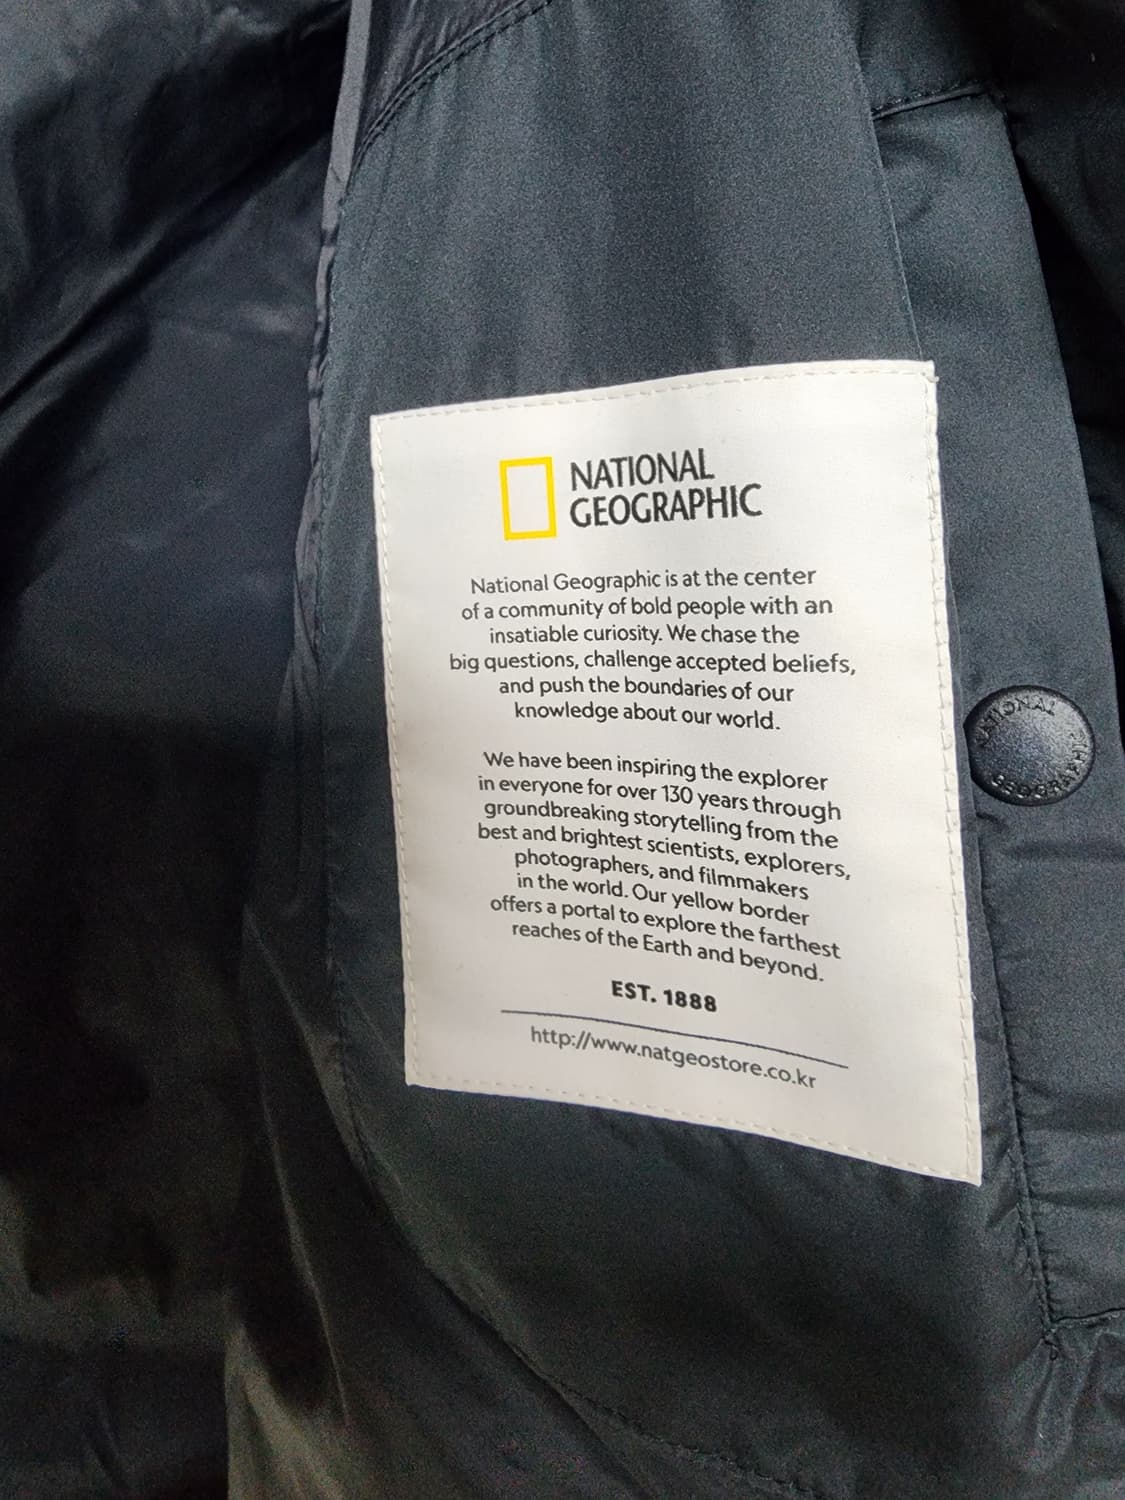 NATIONAL
GEOGRAPHIC
National Geographic is at the center
of a community of bold people with an
insatiable curiosity. We chase the
big questions, challenge accepted beliefs,
and push the boundaries of our
knowledge about our world.
We have been inspiring the explorer
in everyone for over 130 years through
groundbreaking storytelling from the
best and brightest scientists, explorers,
photographers, and filmmakers
in the world. Our yellow border
offers a portal to explore the farthest
reaches of the Earth and beyond.
EST. 1888
http://www.natgeostore.co.kr
NATIONAL
GEOGRAPHIC